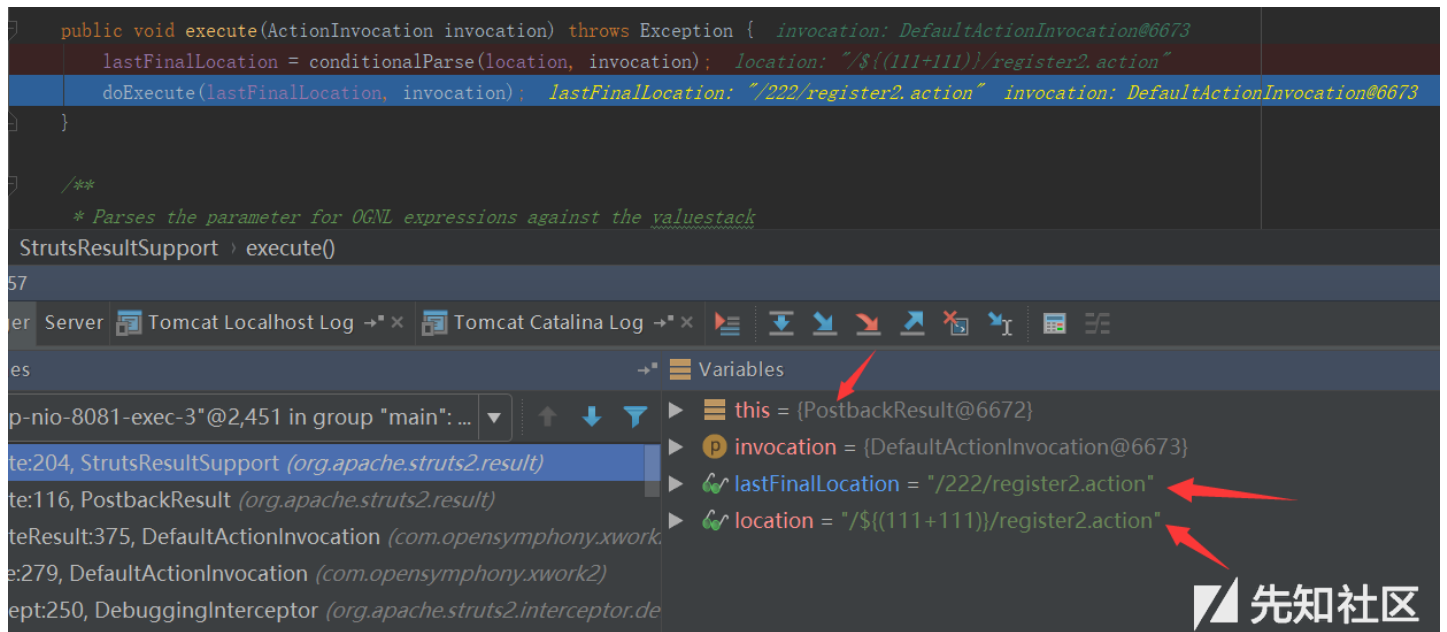 public void execute(ActionInvocation invocation) throws Exception {  invocation: DefaultActionInvocation@6673
lastFinalLocation = conditionalParse(location, invocation);  location: "/${(111+111)}/register2.action"
doExecute(lastFinalLocation, invocation);  lastFinalLocation: "/222/register2.action"  invocation: DefaultActionInvocation@6673
}
/**
* Parses the parameter for OGNL expressions against the valuestack
StrutsResultSupport › execute()
57
er Server Tomcat Localhost Log Tomcat Catalina Log
es
Variables
p-nio-8081-exec-3"@2,451 in group "main": ...
this = {PostbackResult@6672}
invocation = {DefaultActionInvocation@6673}
te:204, StrutsResultSupport (org.apache.struts2.result)
lastFinalLocation = "/222/register2.action"
te:116, PostbackResult (org.apache.struts2.result)
location = "/${(111+111)}/register2.action"
teResult:375, DefaultActionInvocation (com.opensymphony.xwork
e:279, DefaultActionInvocation (com.opensymphony.xwork2)
ept:250, DebuggingInterceptor (org.apache.struts2.interceptor.de
先知社区